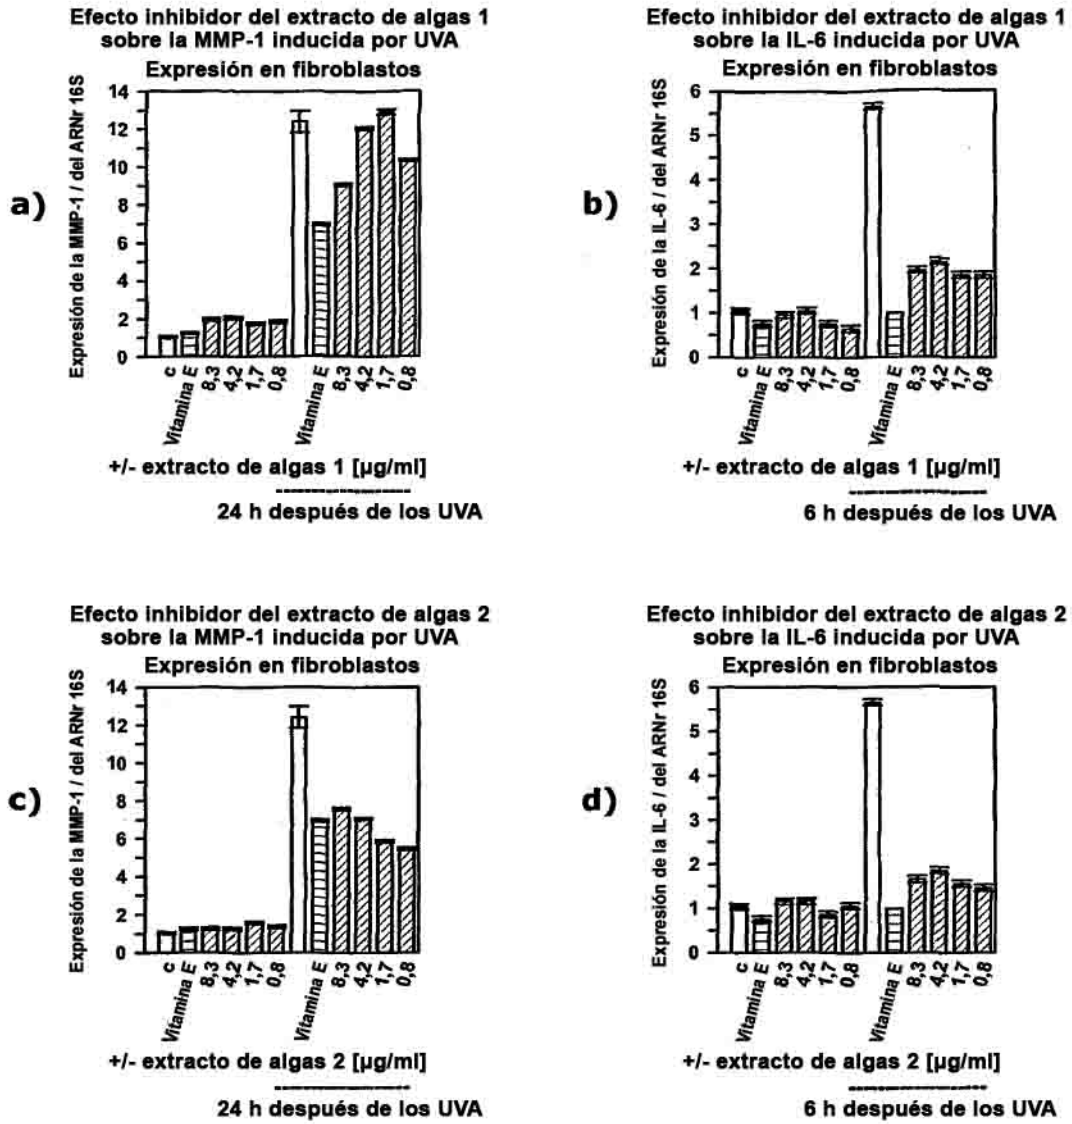 Efecto inhibidor del extracto de algas 1
sobre la MMP-1 inducida por UVA
Expresión en fibroblastos
a)
Expresión de la MMP-1 / del ARNr 16S
14
12
10
8
6
4
2
0
c
Vitamina E
8,3
4,2
1,7
0,8
Vitamina E
8,3
4,2
1,7
0,8
+/- extracto de algas 1 [µg/ml]
24 h después de los UVA
Efecto inhibidor del extracto de algas 1
sobre la IL-6 inducida por UVA
Expresión en fibroblastos
b)
Expresión de la IL-6 / del ARNr 16S
6
5
4
3
2
1
0
c
Vitamina E
8,3
4,2
1,7
0,8
Vitamina E
8,3
4,2
1,7
0,8
+/- extracto de algas 1 [µg/ml]
6 h después de los UVA
Efecto inhibidor del extracto de algas 2
sobre la MMP-1 inducida por UVA
Expresión en fibroblastos
c)
Expresión de la MMP-1 / del ARNr 16S
14
12
10
8
6
4
2
0
c
Vitamina E
8,3
4,2
1,7
0,8
Vitamina E
8,3
4,2
1,7
0,8
+/- extracto de algas 2 [µg/ml]
24 h después de los UVA
Efecto inhibidor del extracto de algas 2
sobre la IL-6 inducida por UVA
Expresión en fibroblastos
d)
Expresión de la IL-6 / del ARNr 16S
6
5
4
3
2
1
0
c
Vitamina E
8,3
4,2
1,7
0,8
Vitamina E
8,3
4,2
1,7
0,8
+/- extracto de algas 2 [µg/ml]
6 h después de los UVA